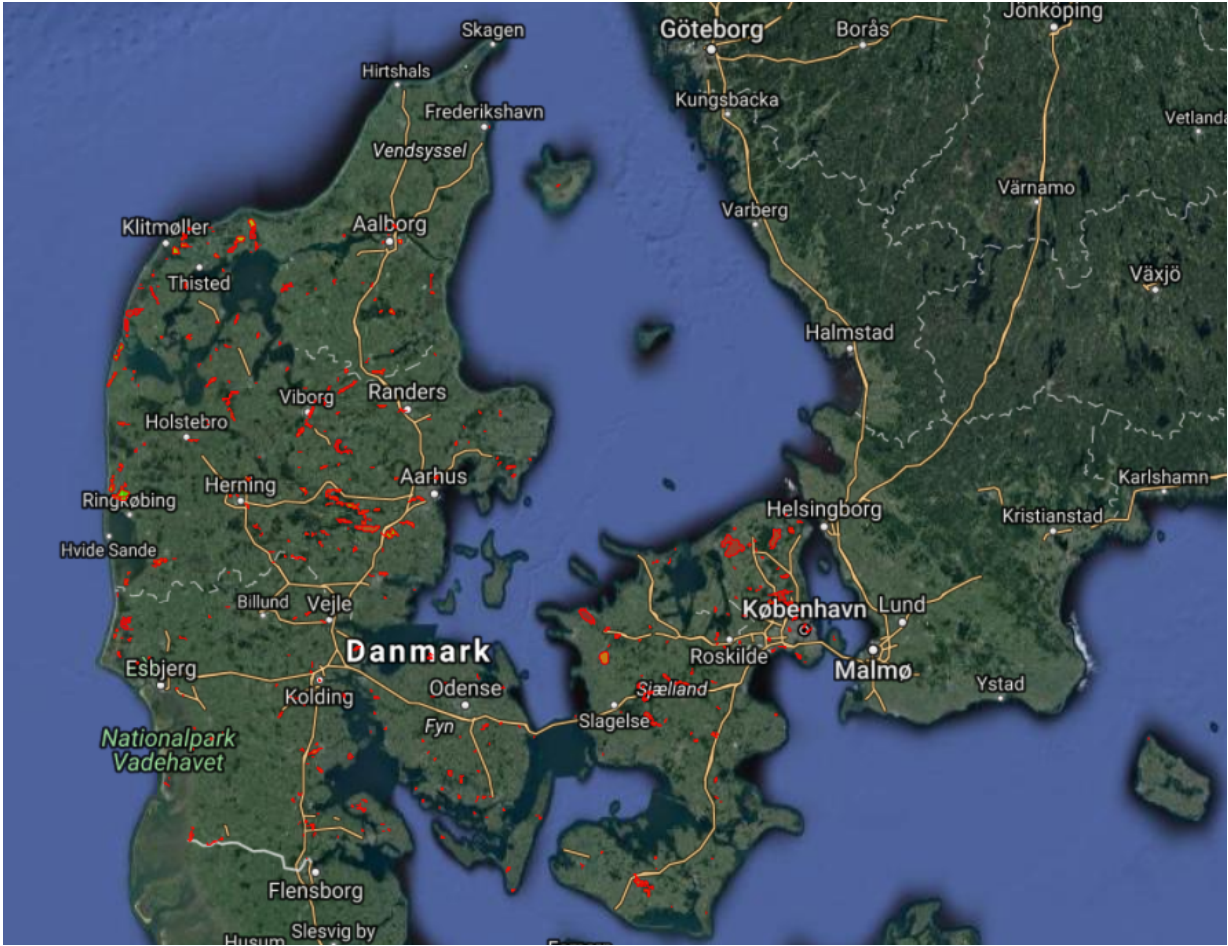 Skagen
Göteborg
Borås
Jönköping
Hirtshals
Frederikshavn
Kungsbacka
Vetlanda
Vendsyssel
Värnamo
Klitmøller
Aalborg
Varberg
Thisted
Växjö
Halmstad
Viborg
Randers
Holstebro
Herning
Aarhus
Karlshamn
Ringkøbing
Helsingborg
Kristianstad
Hvide Sande
Billund
Vejle
København
Lund
Danmark
Roskilde
Malmø
Esbjerg
Kolding
Odense
Sjælland
Ystad
Fyn
Slagelse
Nationalpark
Vadehavet
Flensborg
Slesvig by
Husum